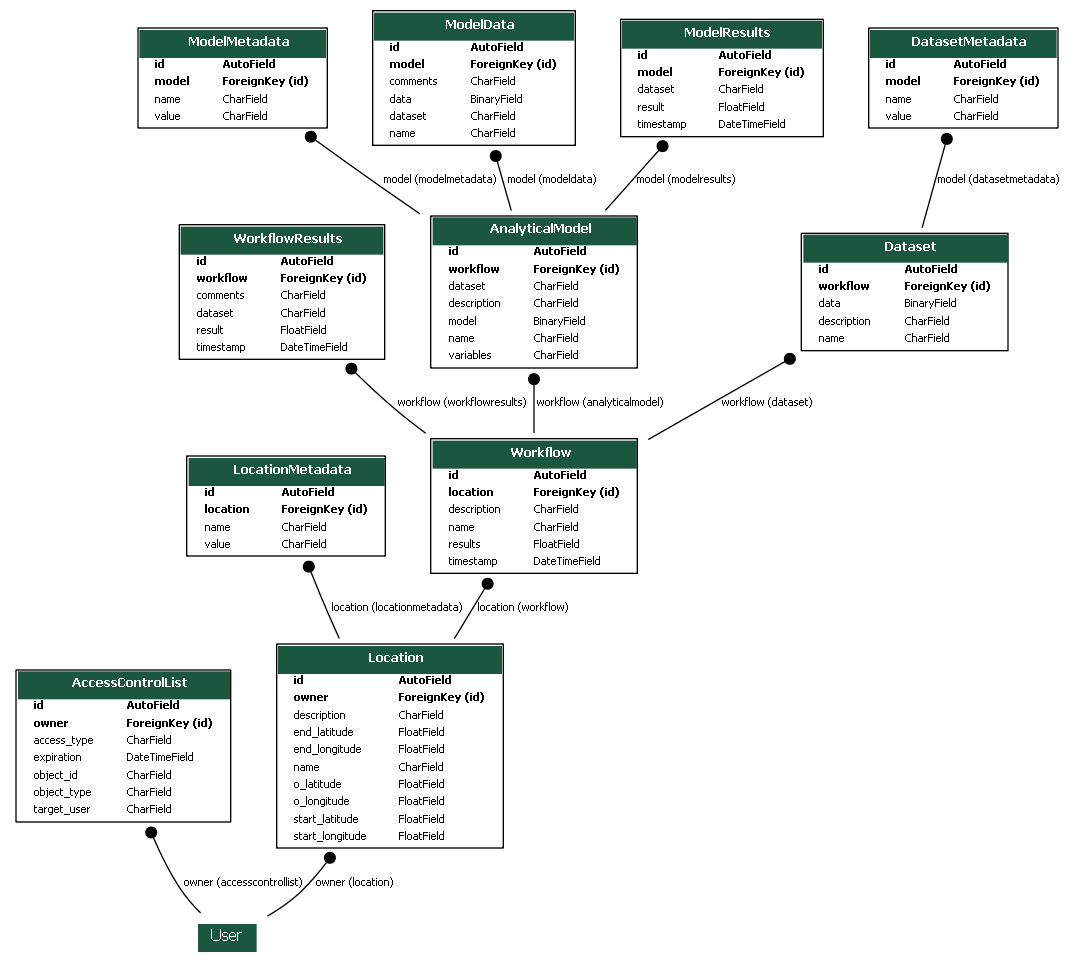 ModelMetadata
id AutoField
model ForeignKey (id)
name CharField
value CharField
ModelData
id AutoField
model ForeignKey (id)
comments CharField
data BinaryField
dataset CharField
name CharField
ModelResults
id AutoField
model ForeignKey (id)
dataset CharField
result FloatField
timestamp DateTimeField
DatasetMetadata
id AutoField
model ForeignKey (id)
name CharField
value CharField
model (modelmetadata)
model (modeldata)
model (modelresults)
model (datasetmetadata)
WorkflowResults
id AutoField
workflow ForeignKey (id)
comments CharField
dataset CharField
result FloatField
timestamp DateTimeField
AnalyticalModel
id AutoField
workflow ForeignKey (id)
dataset CharField
description CharField
model BinaryField
name CharField
variables CharField
Dataset
id AutoField
workflow ForeignKey (id)
data BinaryField
description CharField
name CharField
workflow (workflowresults)
workflow (analyticalmodel)
workflow (dataset)
LocationMetadata
id AutoField
location ForeignKey (id)
name CharField
value CharField
Workflow
id AutoField
location ForeignKey (id)
description CharField
name CharField
results FloatField
timestamp DateTimeField
location (locationmetadata)
location (workflow)
AccessControlList
id AutoField
owner ForeignKey (id)
access_type CharField
expiration DateTimeField
object_id CharField
object_type CharField
target_user CharField
Location
id AutoField
owner ForeignKey (id)
description CharField
end_latitude FloatField
end_longitude FloatField
name CharField
o_latitude FloatField
o_longitude FloatField
start_latitude FloatField
start_longitude FloatField
owner (accesscontrollist)
owner (location)
User